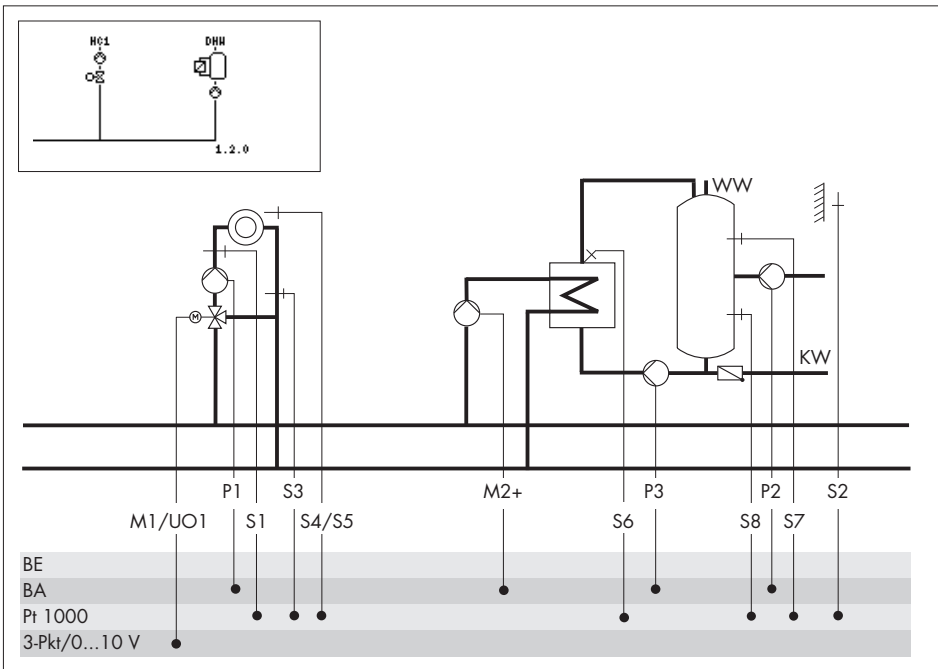 HC1 DHW
1.2.0
WW
M
KW
P1 S3 M2+ P3 P2 S2
M1/UO1 S1 S4/S5 S6 S8 S7
BE
BA
Pt 1000
3-Pkt/0...10 V